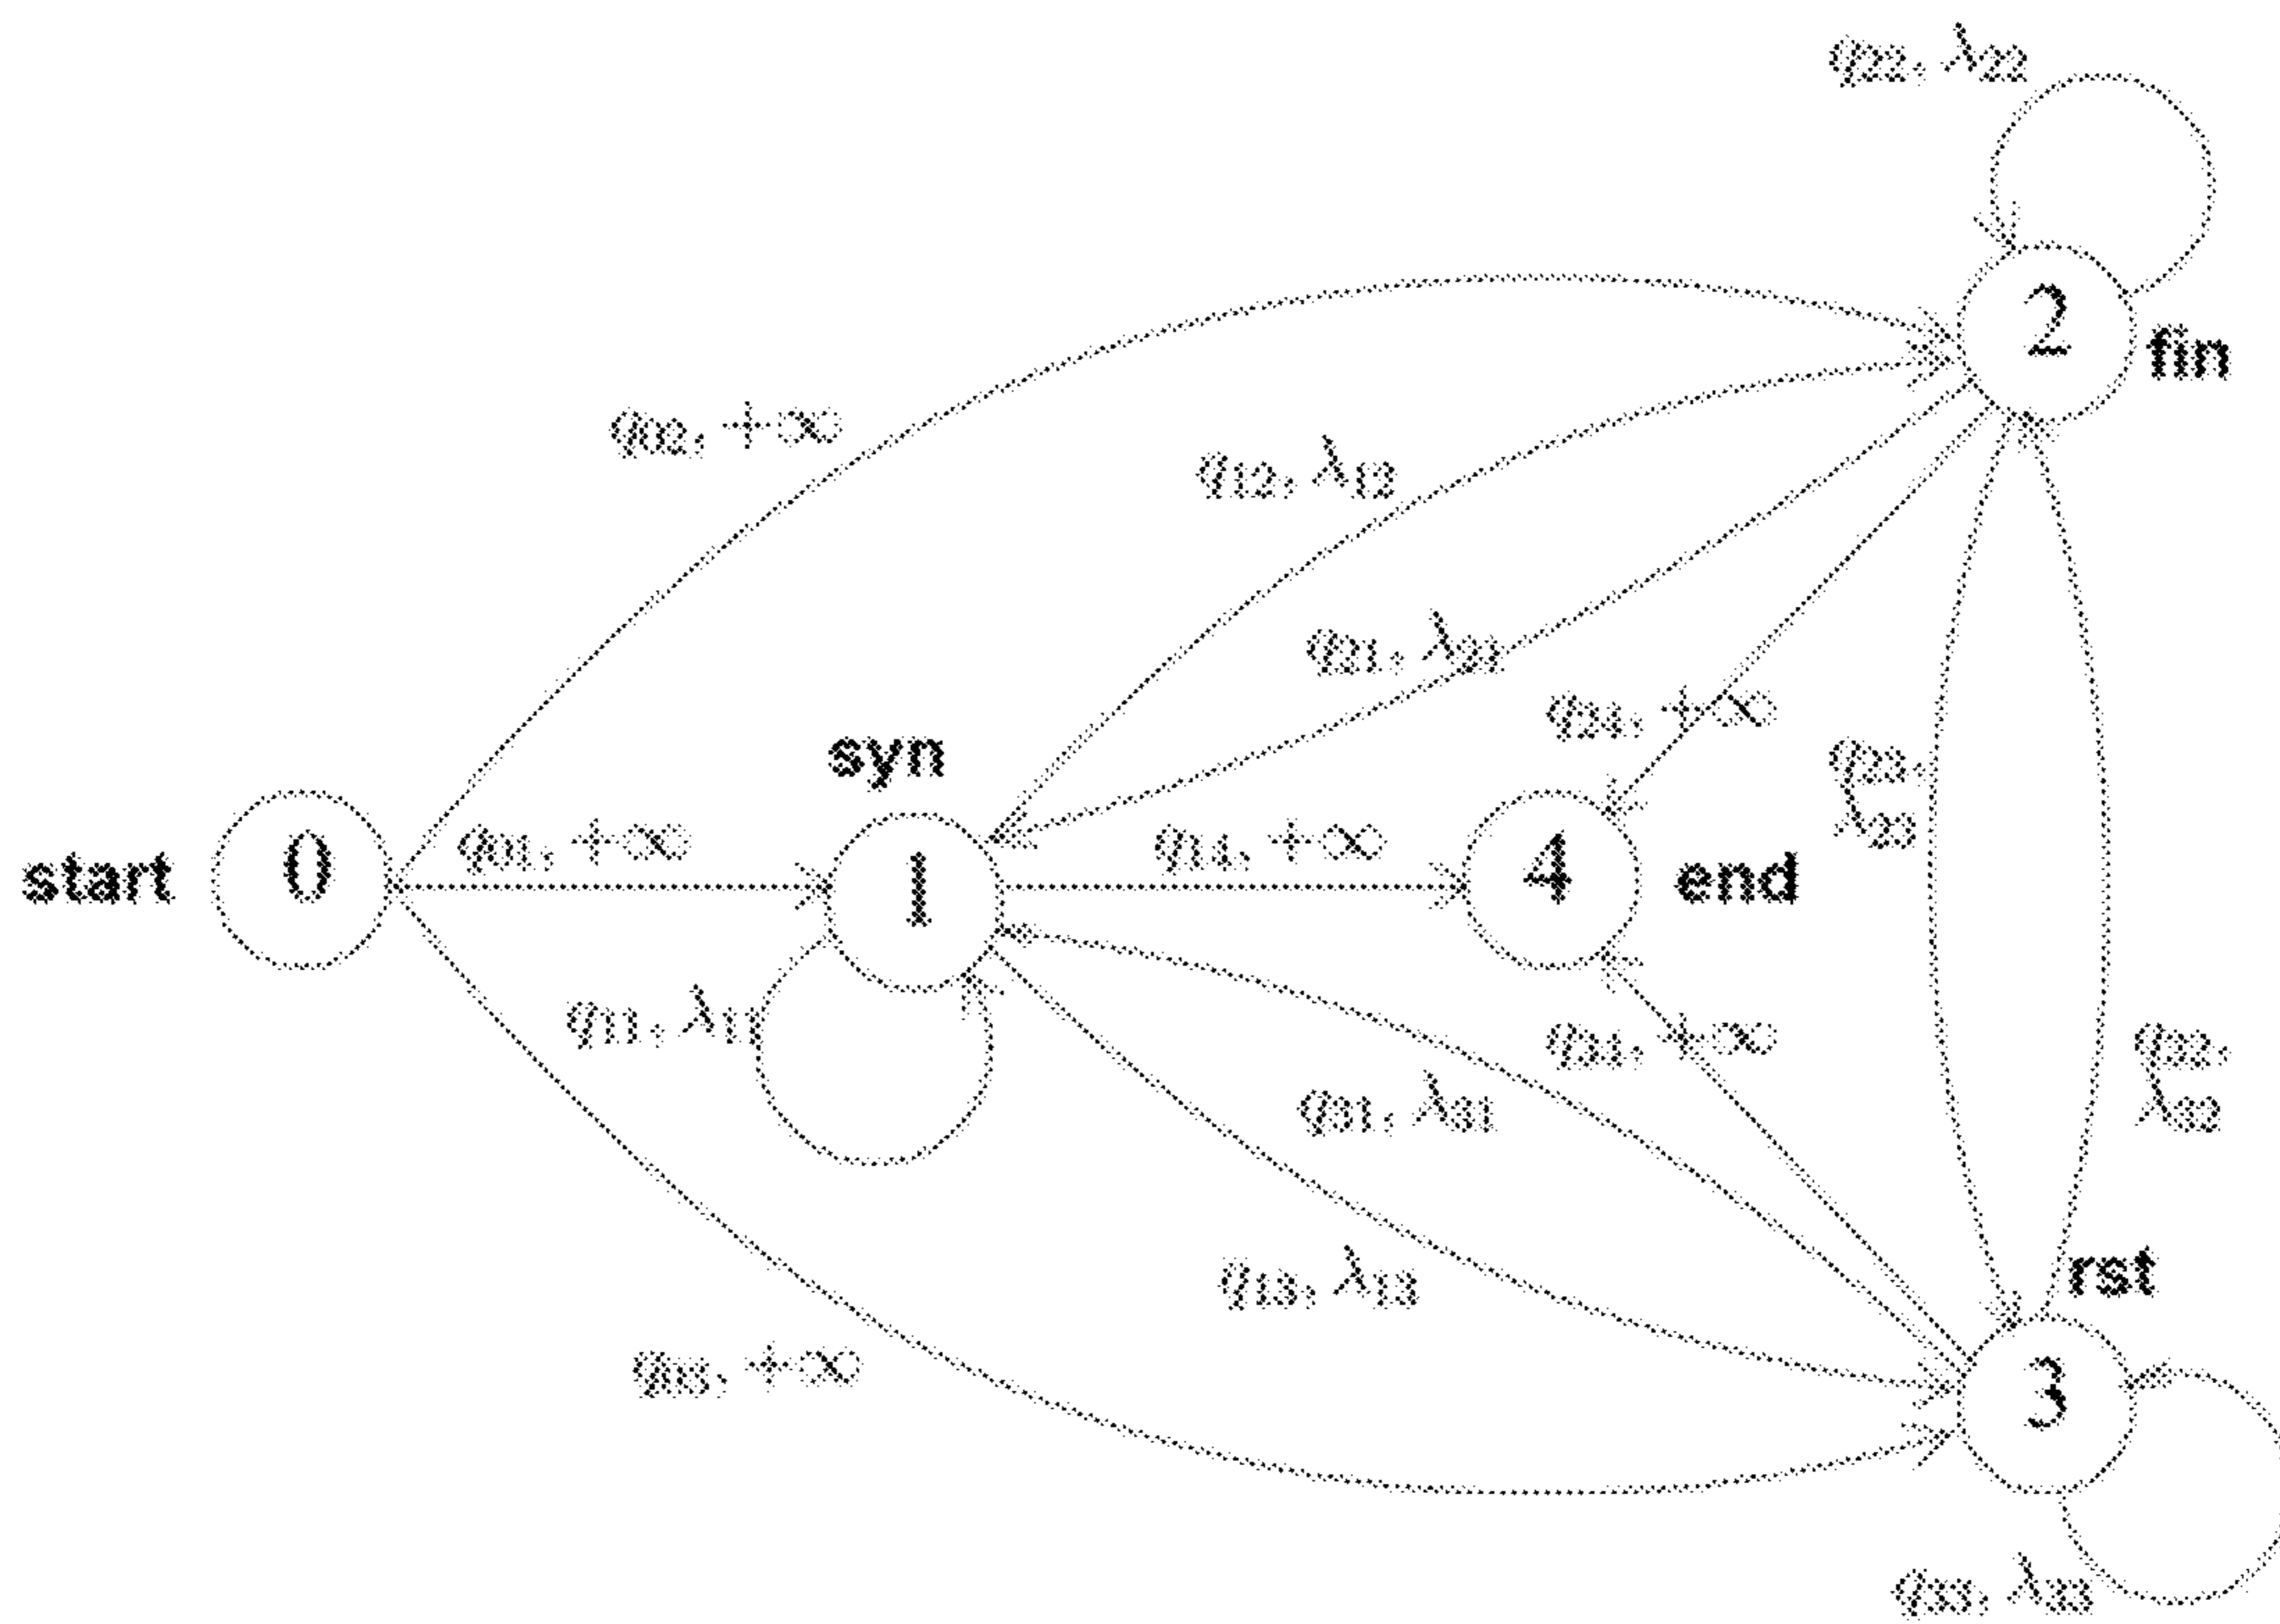 q₂₂, λ₂₂
2
fin
q₀₂, +∞
q₁₂, λ₁₂
q₂₁, λ₂₁
q₂₄, +∞
syn
q₂₃,
λ₂₃
start
0
q₀₁, +∞
1
q₁₄, +∞
4
end
q₁₁, λ₁₁
q₃₄, +∞
q₃₂,
λ₃₂
q₃₁, λ₃₁
q₁₃, λ₁₃
rst
q₀₃, +∞
3
q₃₃, λ₃₃